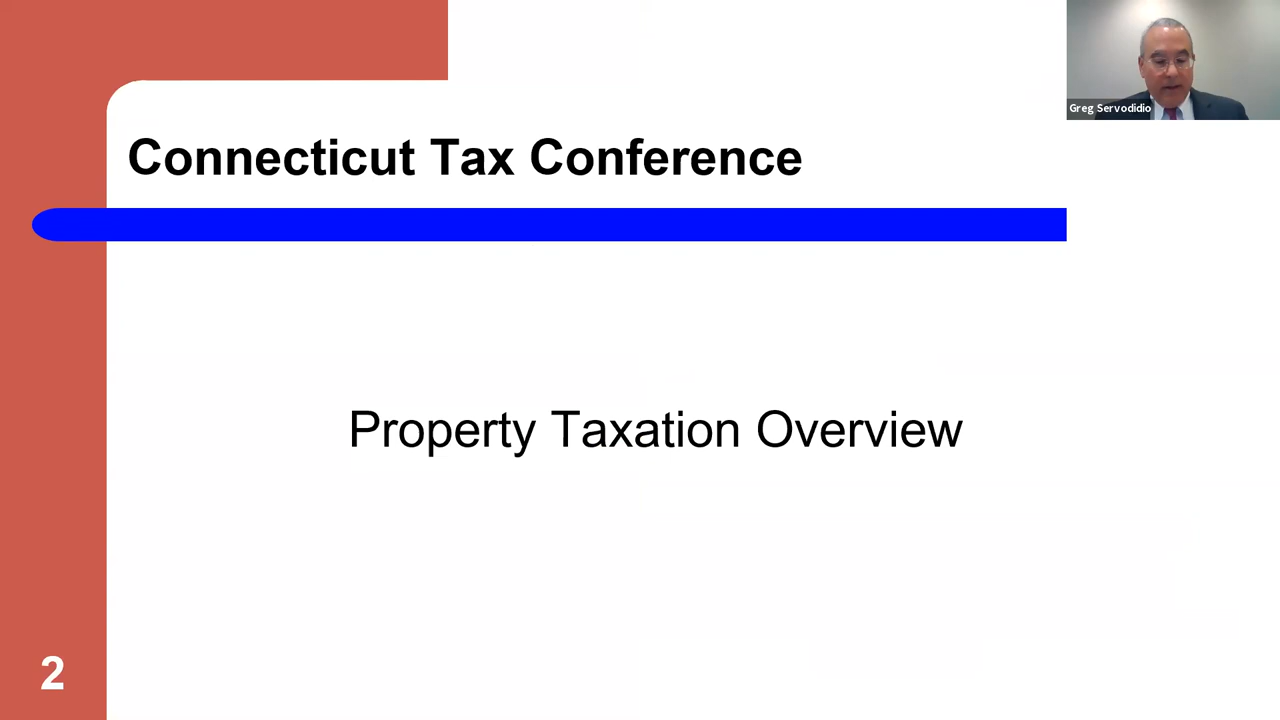 Greg Servodidio
Connecticut Tax Conference
Property Taxation Overview
2